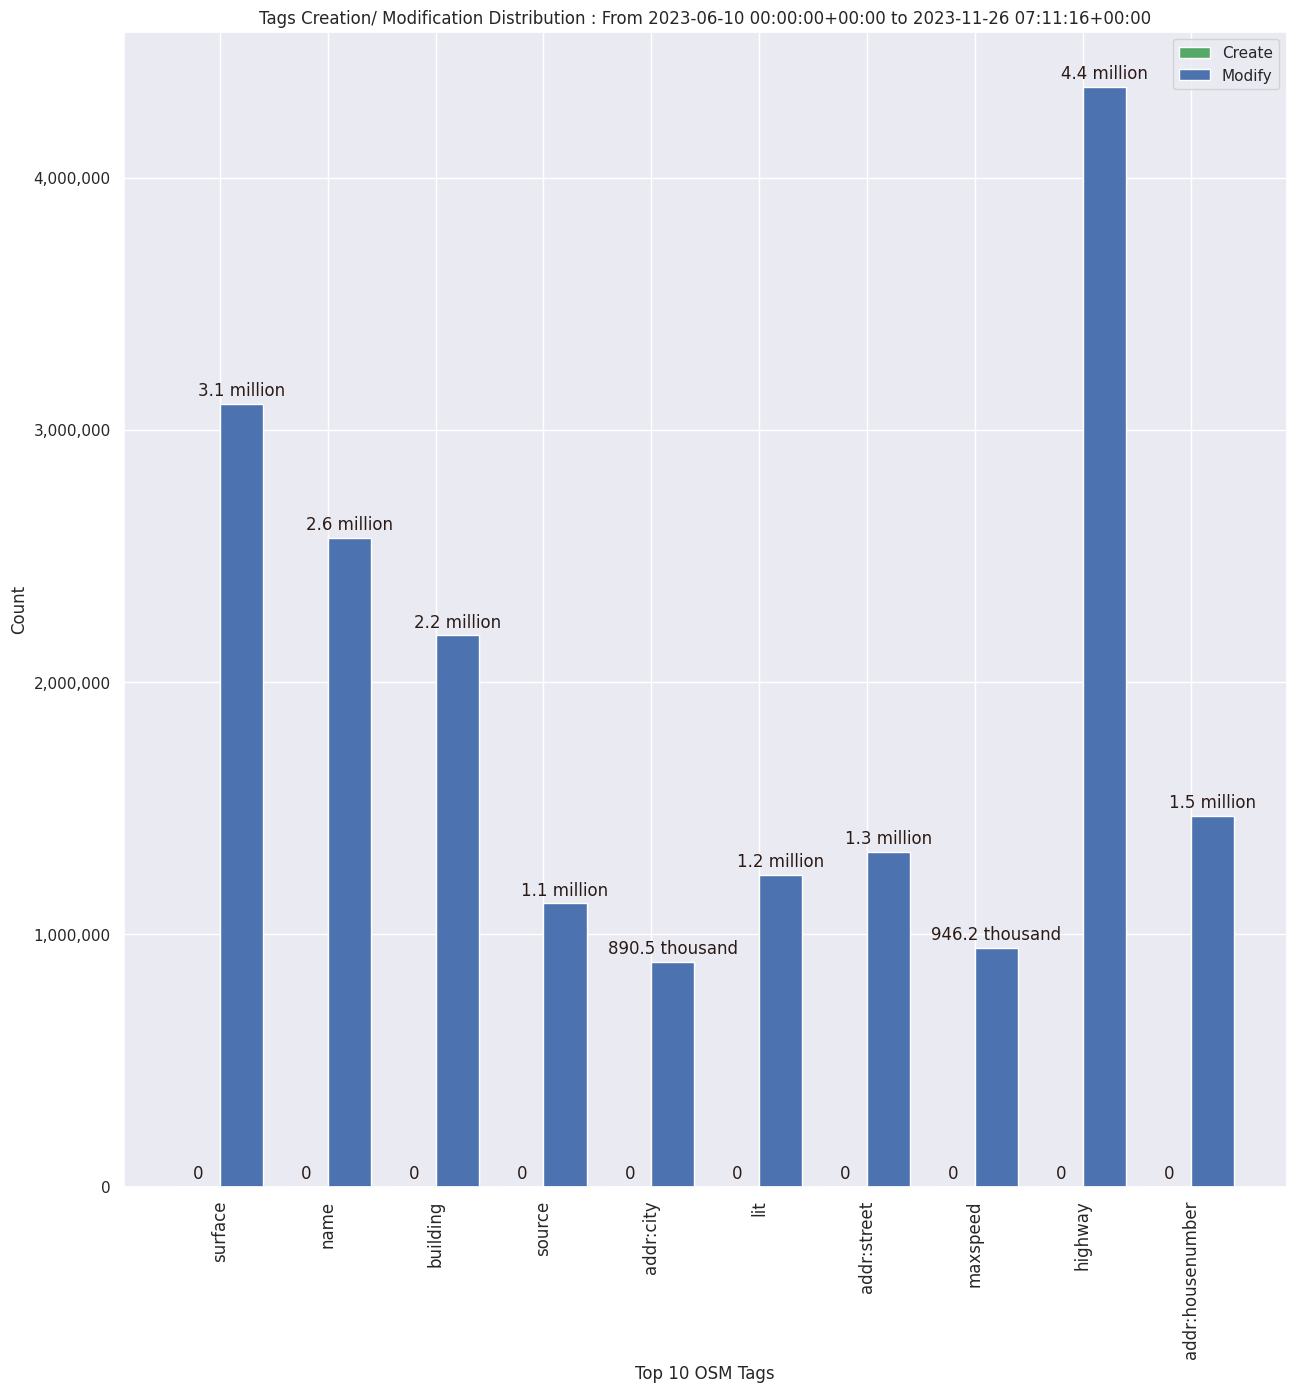 Tags Creation/ Modification Distribution : From 2023-06-10 00:00:00+00:00 to 2023-11-26 07:11:16+00:00
Create
Modify
4.4 million
4,000,000
3.1 million
3,000,000
2.6 million
2.2 million
Count
2,000,000
1.5 million
1.3 million
1.2 million
1.1 million
946.2 thousand
890.5 thousand
1,000,000
0 0 0 0 0 0 0 0 0 0
0
surface
name
building
source
addr:city
lit
addr:street
maxspeed
highway
addr:housenumber
Top 10 OSM Tags